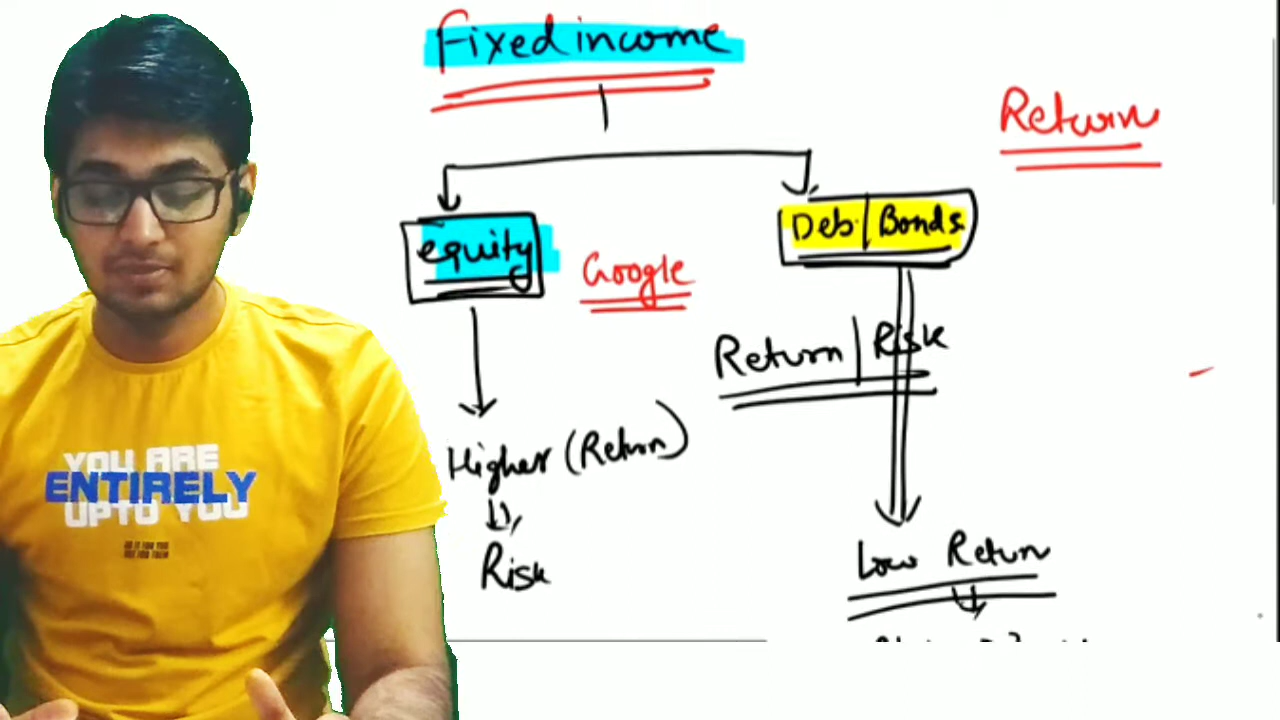 Fixed income
Return
equity
Deb | Bonds
Google
Return | Risk
Higher (Return)
Risk
Low Return
YOU ARE
ENTIRELY
UPTO YOU